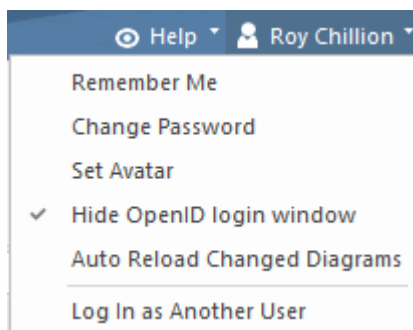 Help Roy Chillion
Remember Me
Change Password
Set Avatar
Hide OpenID login window
Auto Reload Changed Diagrams
Log In as Another User